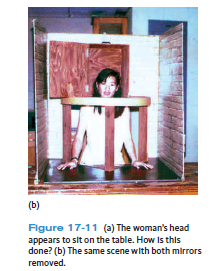 (b)
Figure 17-11 (a) The woman's head
appears to sit on the table. How is this
done? (b) The same scene with both mirrors
removed.